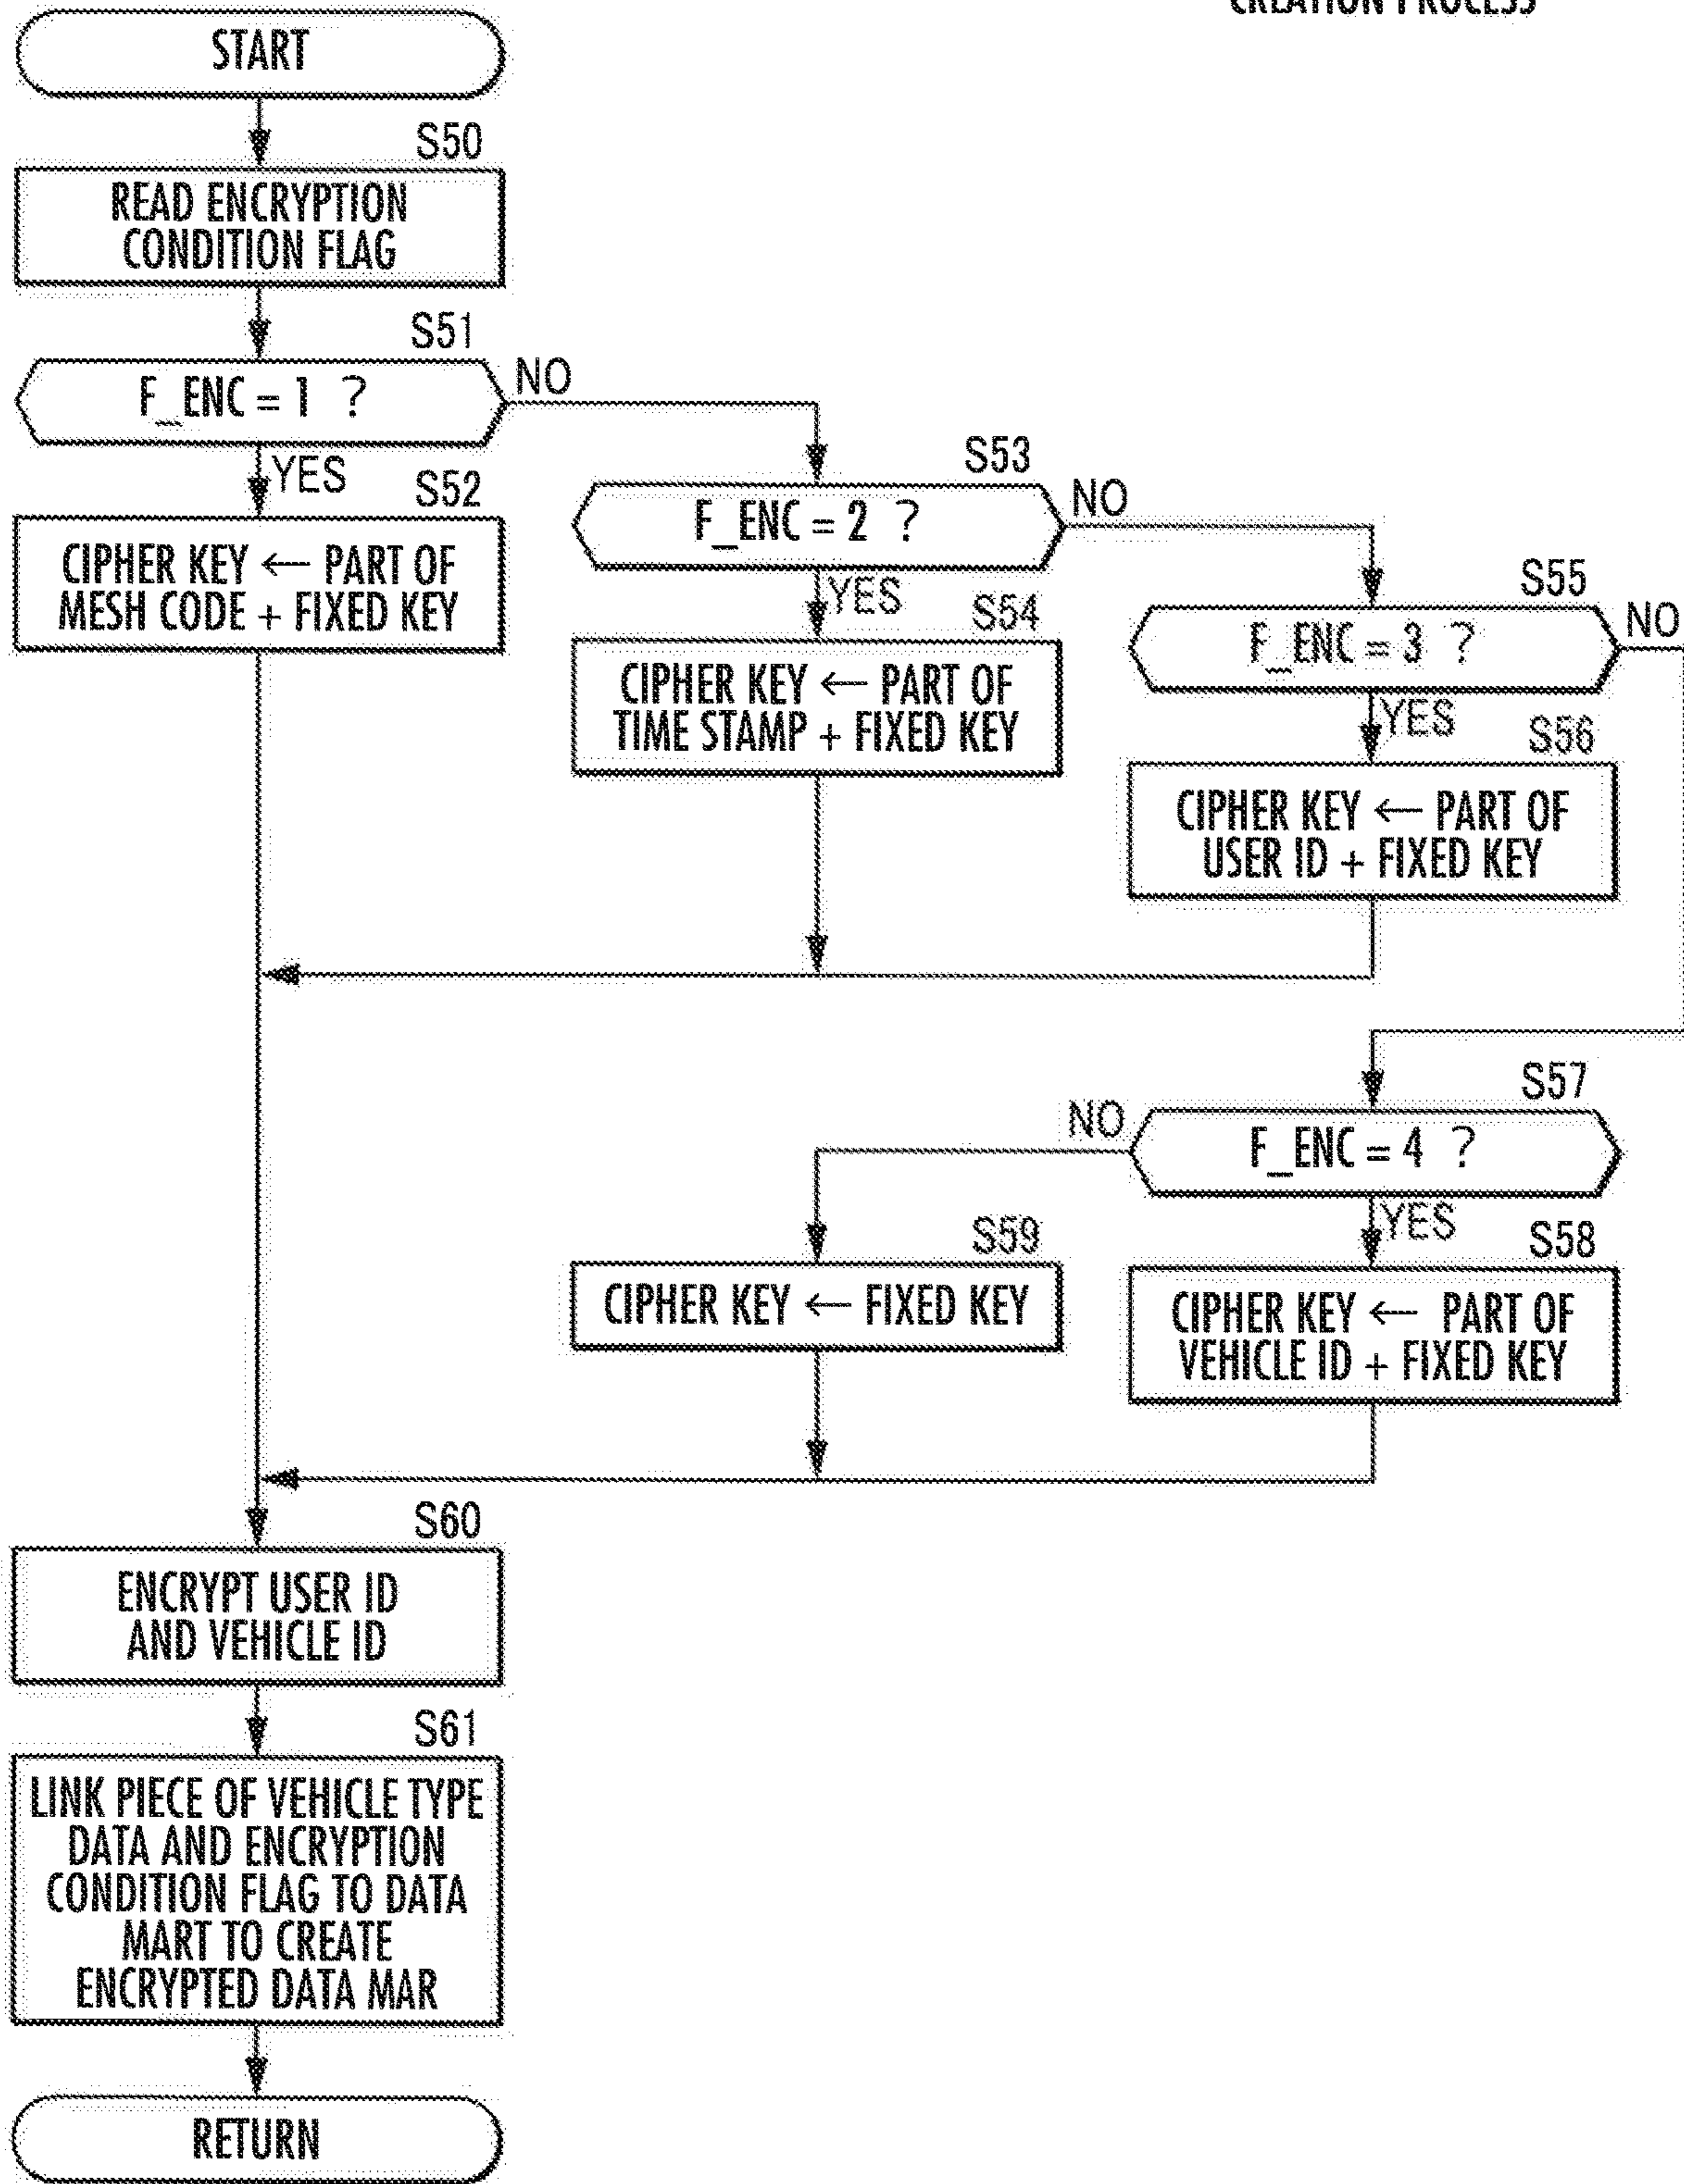 CREATION PROCESS
START
S50
READ ENCRYPTION
CONDITION FLAG
S51
F_ENC = 1 ?
NO
YES
S52
CIPHER KEY ← PART OF
MESH CODE + FIXED KEY
S53
F_ENC = 2 ?
NO
YES
S54
CIPHER KEY ← PART OF
TIME STAMP + FIXED KEY
S55
F_ENC = 3 ?
NO
YES
S56
CIPHER KEY ← PART OF
USER ID + FIXED KEY
S57
F_ENC = 4 ?
NO
YES
S58
CIPHER KEY ← PART OF
VEHICLE ID + FIXED KEY
S59
CIPHER KEY ← FIXED KEY
S60
ENCRYPT USER ID
AND VEHICLE ID
S61
LINK PIECE OF VEHICLE TYPE
DATA AND ENCRYPTION
CONDITION FLAG TO DATA
MART TO CREATE
ENCRYPTED DATA MAR
RETURN